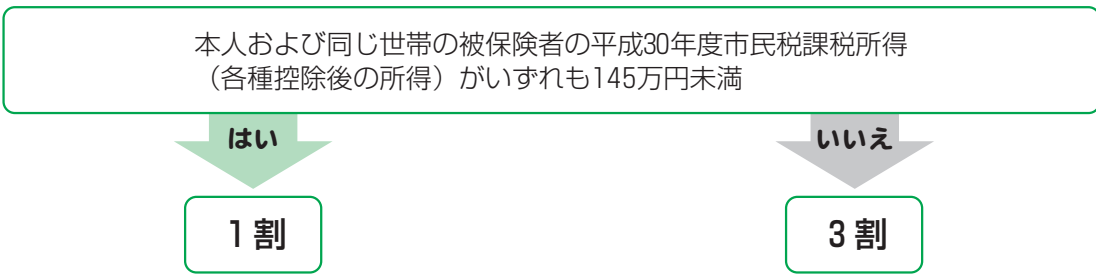 本人および同じ世帯の被保険者の平成30年度市民税課税所得
（各種控除後の所得）がいずれも145万円未満
はい
いいえ
1割
3割